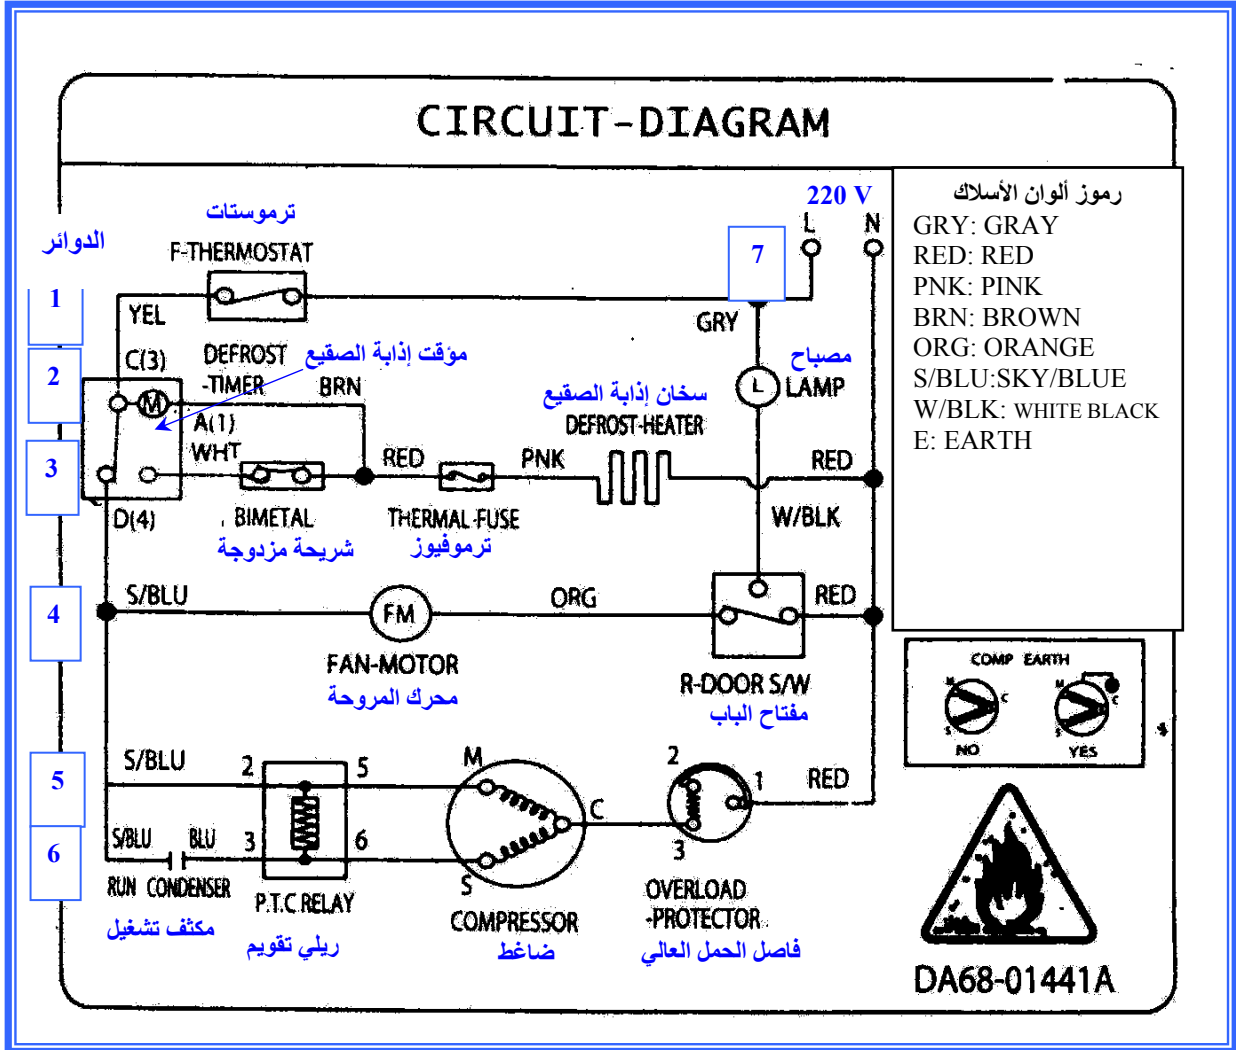 CIRCUIT-DIAGRAM
رموز ألوان الأسلاك
GRY: GRAY
RED: RED
PNK: PINK
BRN: BROWN
ORG: ORANGE
S/BLU:SKY/BLUE
W/BLK: WHITE BLACK
E: EARTH
220 V
L N
ترموستات
الدوائر
F-THERMOSTAT
7
1
YEL
GRY
C(3)
DEFROST
-TIMER
مؤقت إذابة الصقيع
BRN
مصباح
L
LAMP
2
M
A(1)
WHT
سخان إذابة الصقيع
DEFROST-HEATER
3
RED
PNK
RED
D(4)
BIMETAL
شريحة مزدوجة
THERMAL-FUSE
ترموفيوز
W/BLK
4
S/BLU
FM
ORG
RED
FAN-MOTOR
محرك المروحة
R-DOOR S/W
مفتاح الباب
COMP EARTH
M
C
S
NO
M
C
S
YES
5
S/BLU
2
5
M
C
2
1
RED
6
S/BLU
BLU
3
6
S
3
RUN CONDENSER
مكثف تشغيل
P.T.C RELAY
ريلي تقويم
COMPRESSOR
ضاغط
OVERLOAD
-PROTECTOR
فاصل الحمل العالي
DA68-01441A